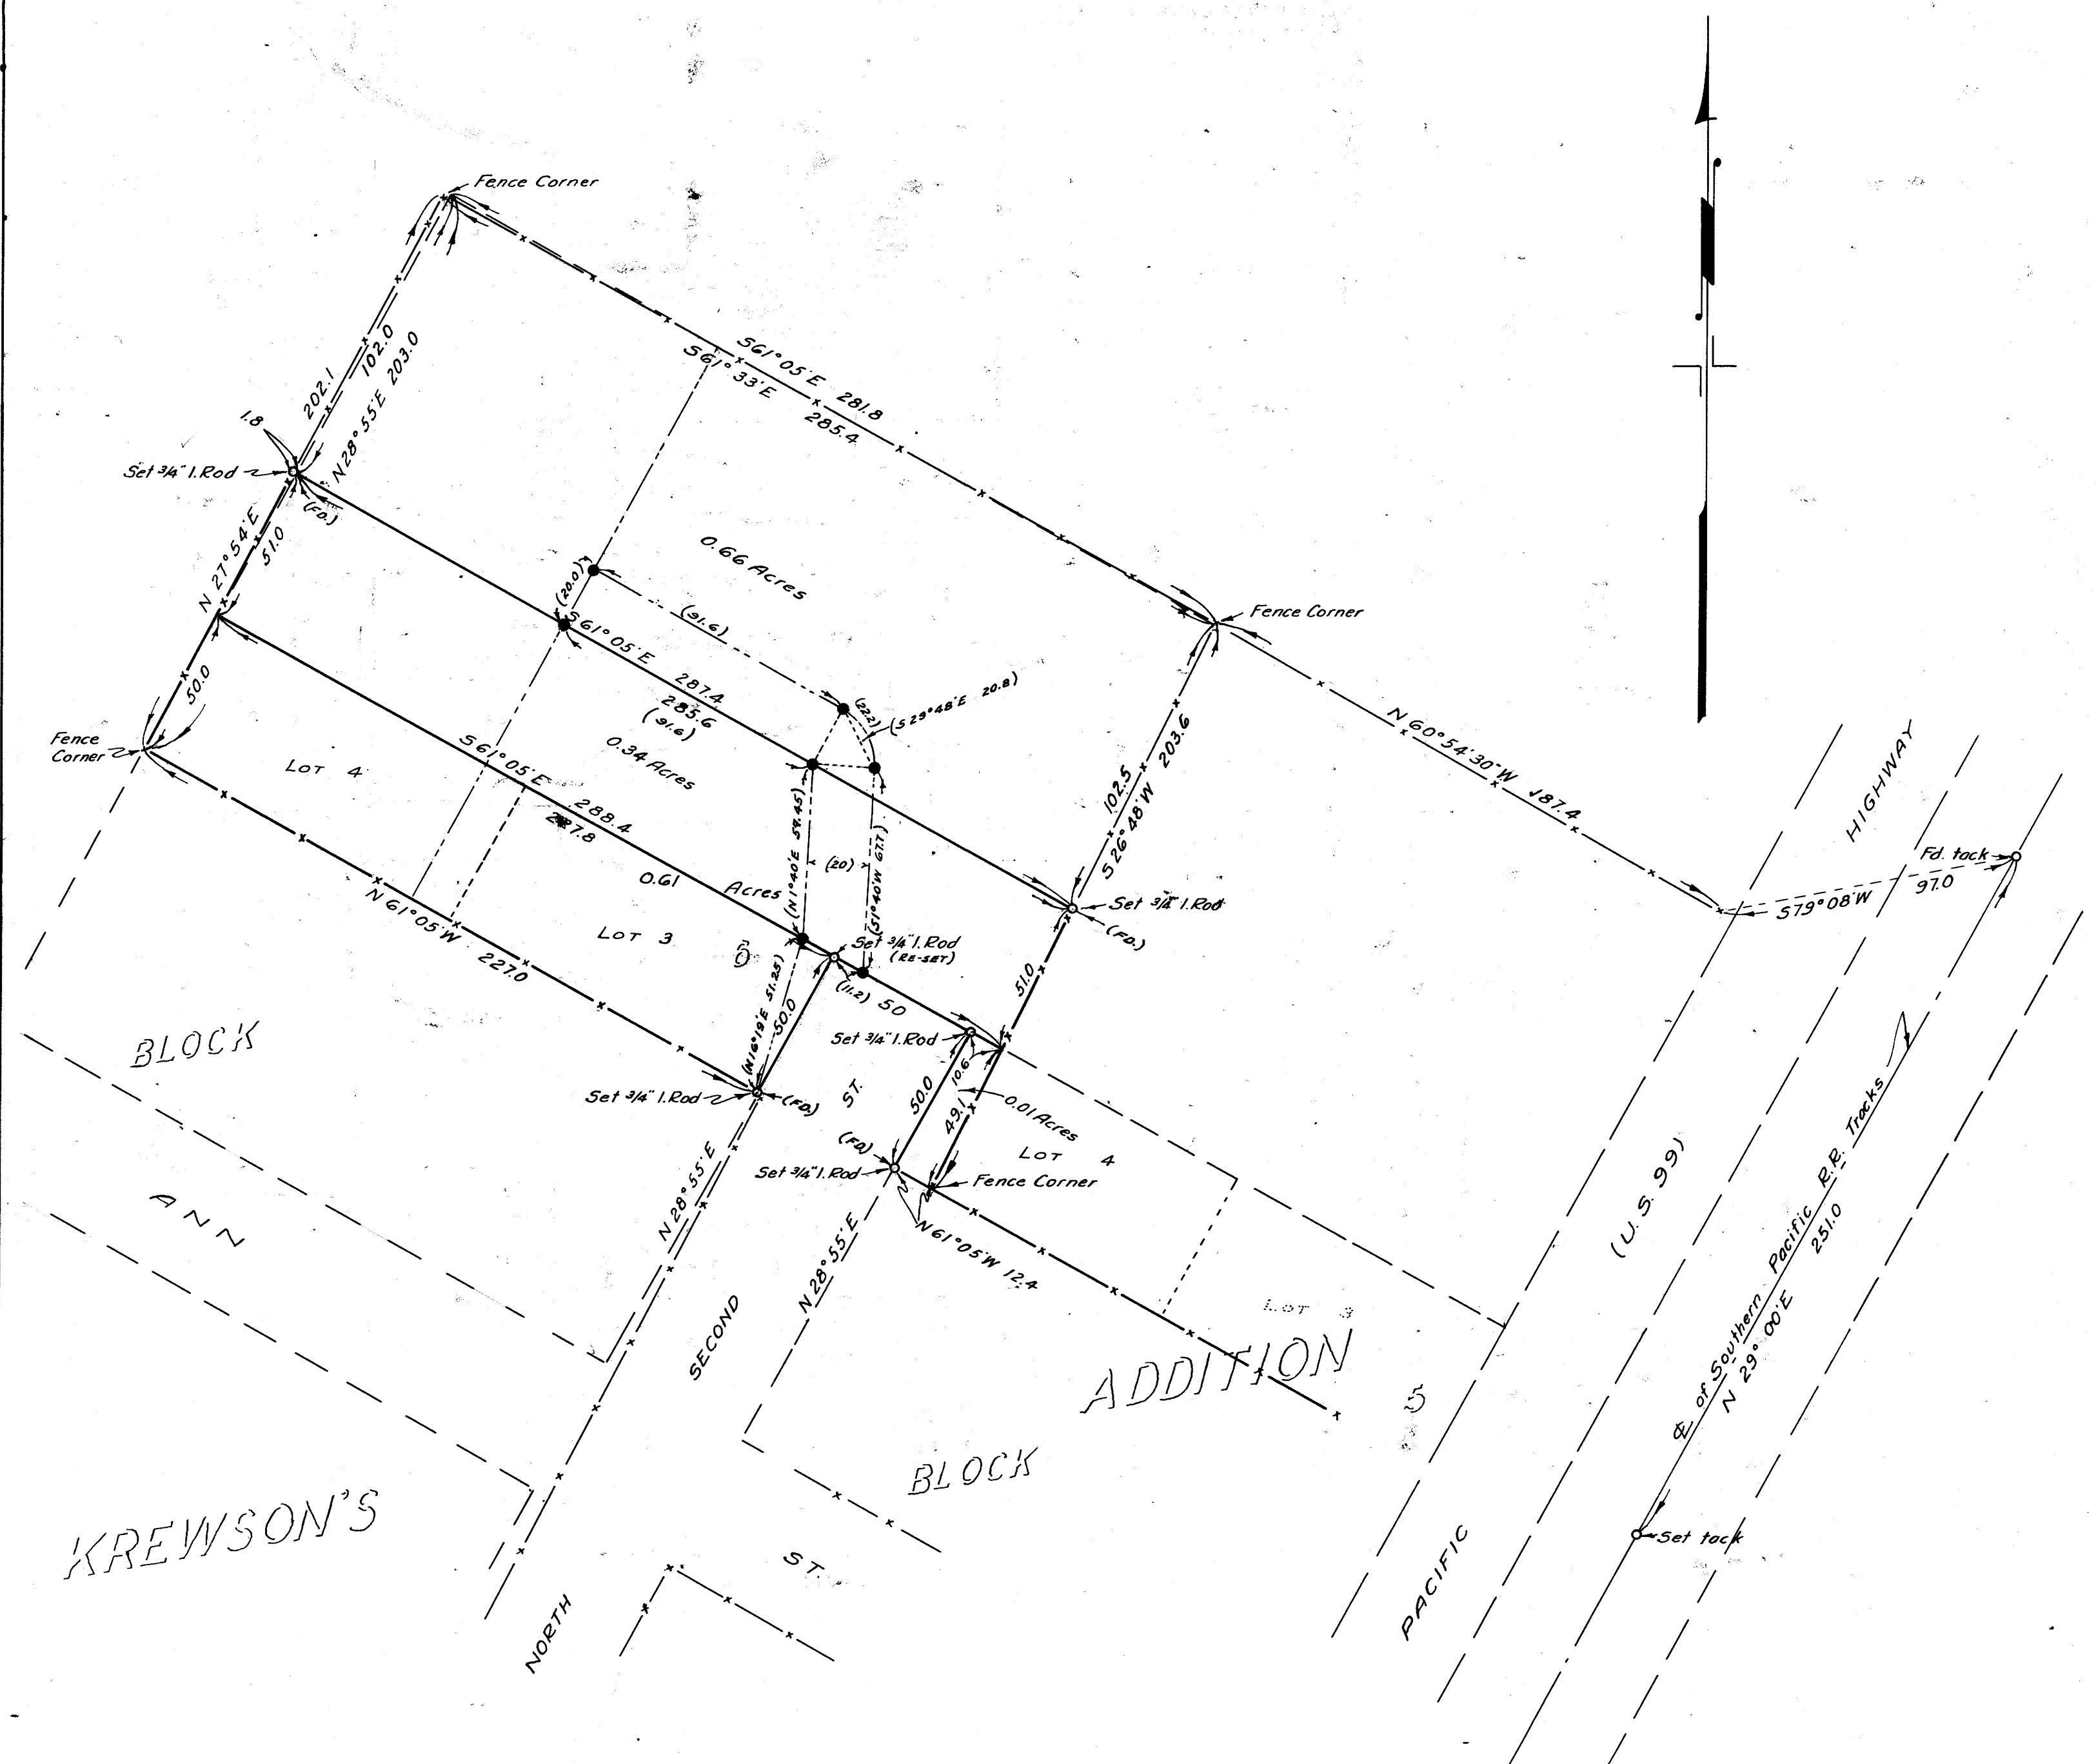 Fence Corner
S61°05'E 281.8
S61°33'E 285.4
202.1
102.0
N28°55'E 203.0
1.8
Set 3/4" I.Rod
(FD.)
N 27°54'E
51.0
0.66 Acres
(20.0)
(91.6)
S61°05'E
287.4
285.6
(91.6)
(22.2)
(S29°48'E 20.8)
Fence Corner
102.5
S26°48'W 203.6
N60°54'30"W 187.4
HIGHWAY
Fd. tack
S79°08'W
97.0
50.0
Fence
Corner
LOT 4
S61°05'E
288.4
227.8
0.34 Acres
(N1°40'E 59.45)
(20)
(S1°40'W 67.7)
0.61 Acres
Set 3/4" I.Rod
(FD.)
N 61°05'W
227.0
LOT 3
Set 3/4" I.Rod
(RE-SET)
(11.2)
50
51.0
(N16°19'E 51.25)
50.0
Set 3/4" I.Rod
10.6
BLOCK
Set 3/4" I.Rod
(FD.)
ST.
50.0
49.1
0.01 Acres
LOT 4
(FD.)
Set 3/4" I.Rod
Fence Corner
N28°55'E
N28°55'E
N61°05'W 12.4
ANN
LOT 3
SECOND
ADDITION
5
(U.S. 99)
℄ of Southern Pacific R.R. Tracks
N 29°00'E
251.0
BLOCK
KREWSON'S
ST.
NORTH
PACIFIC
Set tack